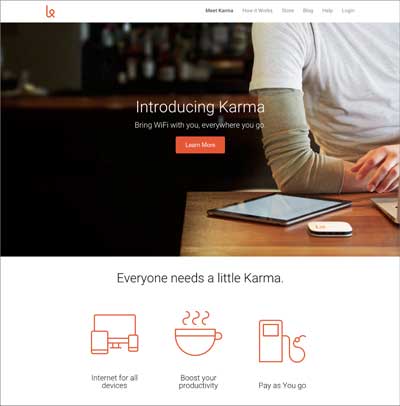 Meet Karma How it Works Store Blog Help Login
Introducing Karma
Bring WiFi with you, everywhere you go.
Learn More
Everyone needs a little Karma.
Internet for all
devices
Boost your
productivity
Pay as You go